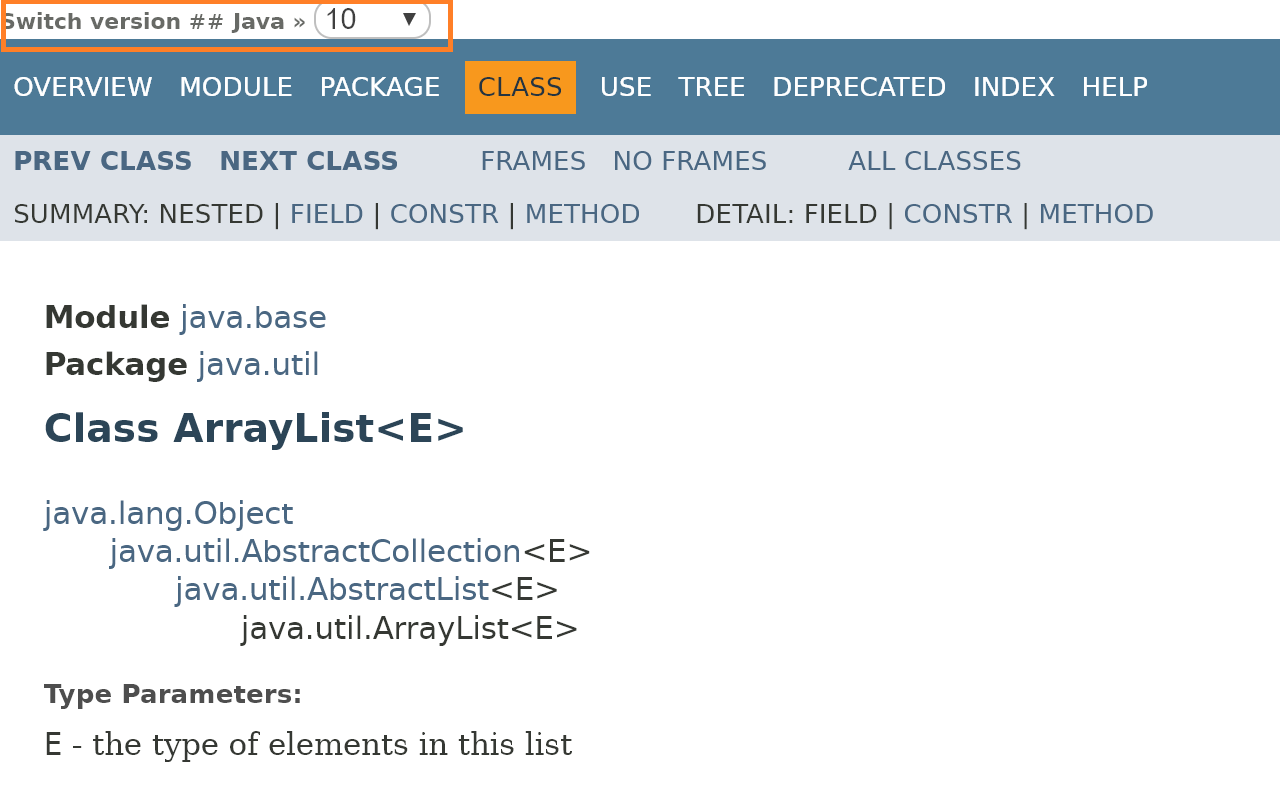 Switch version ## Java » 10 ▼
OVERVIEW MODULE PACKAGE CLASS USE TREE DEPRECATED INDEX HELP
PREV CLASS NEXT CLASS FRAMES NO FRAMES ALL CLASSES
SUMMARY: NESTED | FIELD | CONSTR | METHOD DETAIL: FIELD | CONSTR | METHOD
Module java.base
Package java.util
Class ArrayList<E>
java.lang.Object
java.util.AbstractCollection<E>
java.util.AbstractList<E>
java.util.ArrayList<E>
Type Parameters:
E - the type of elements in this list